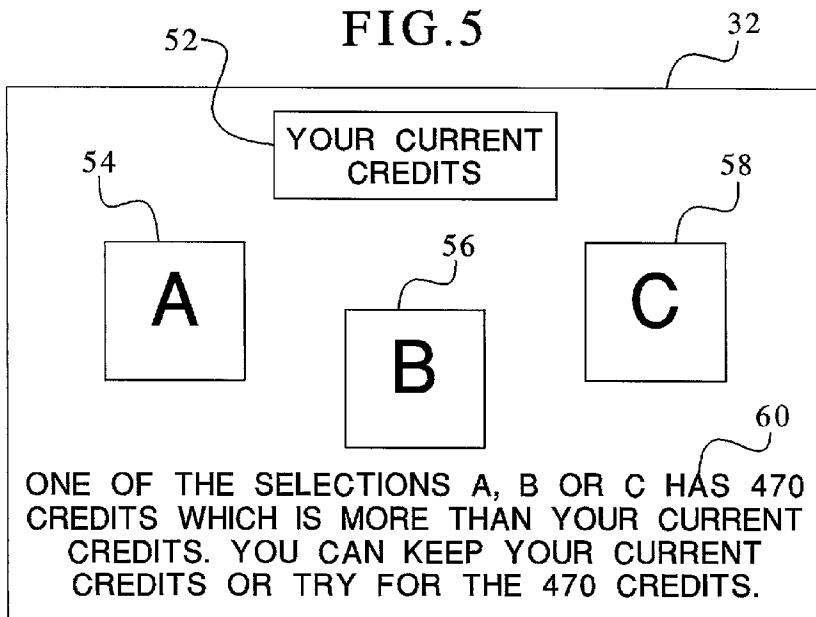 FIG.5
52
32
YOUR CURRENT
CREDITS
54
58
56
A
C
B
60
ONE OF THE SELECTIONS A, B OR C HAS 470
CREDITS WHICH IS MORE THAN YOUR CURRENT
CREDITS. YOU CAN KEEP YOUR CURRENT
CREDITS OR TRY FOR THE 470 CREDITS.